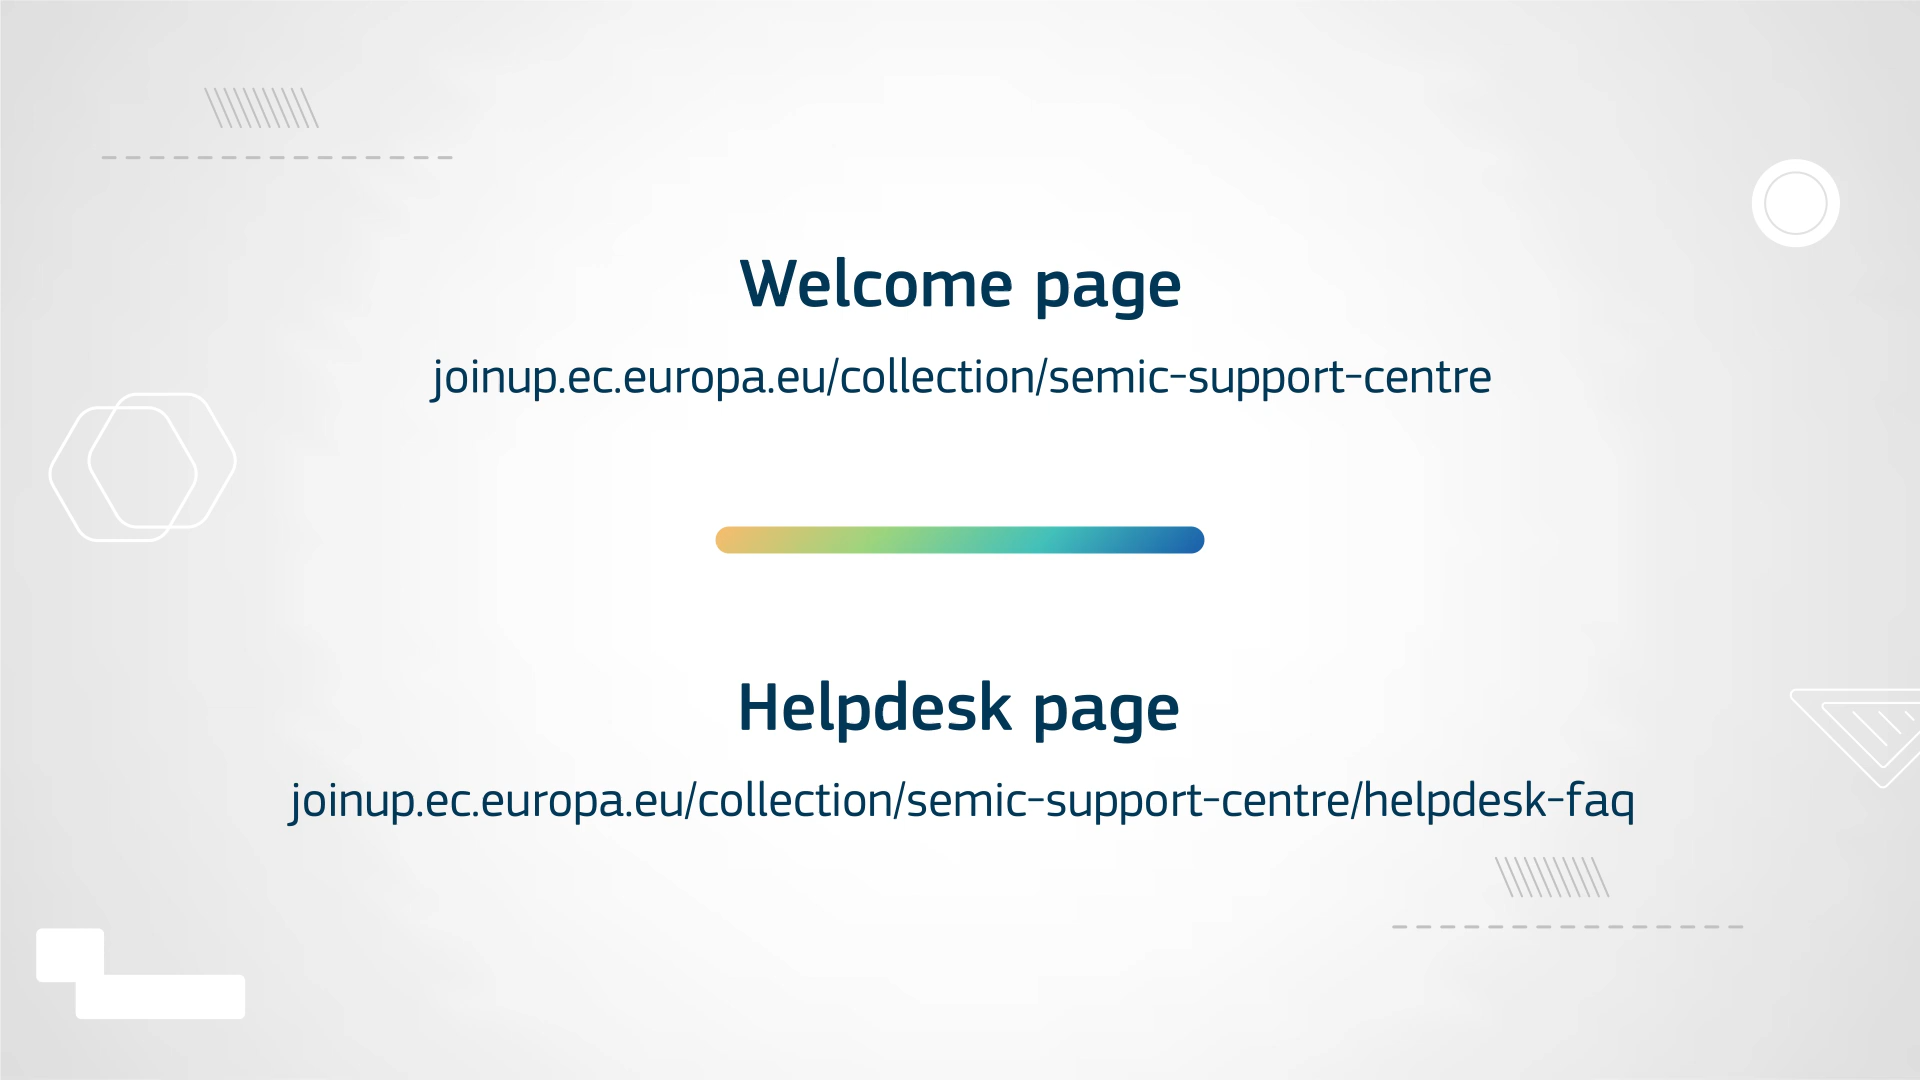 Welcome page
joinup.ec.europa.eu/collection/semic-support-centre
Helpdesk page
joinup.ec.europa.eu/collection/semic-support-centre/helpdesk-faq